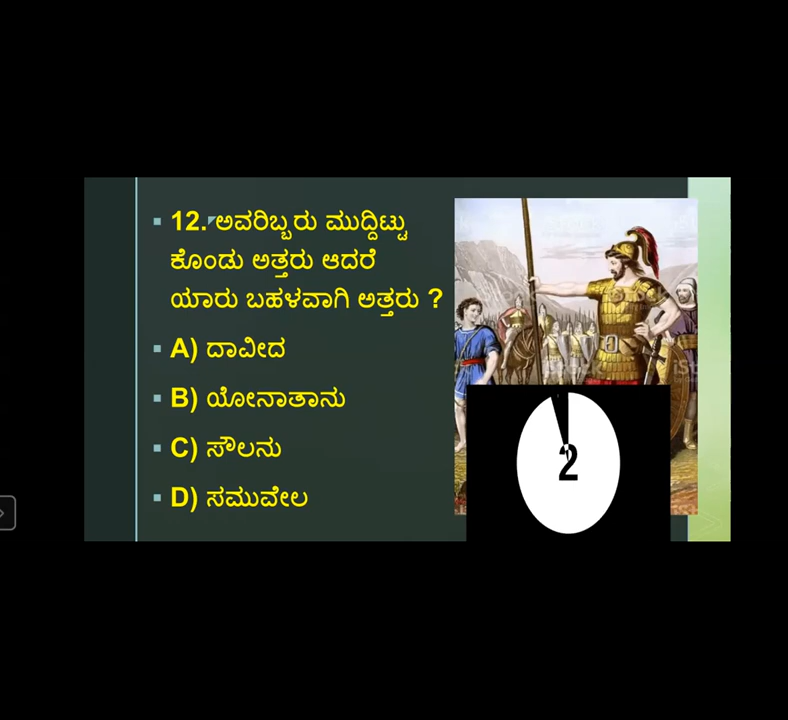 12. ಅವರಿಬ್ಬರು ಮುದ್ದಿಟ್ಟು
ಕೊಂಡು ಅತ್ತರು ಆದರೆ
ಯಾರು ಬಹಳವಾಗಿ ಅತ್ತರು ?
A) ದಾವೀದ
B) ಯೋನಾತಾನು
C) ಸೌಲನು
D) ಸಮುವೇಲ
2